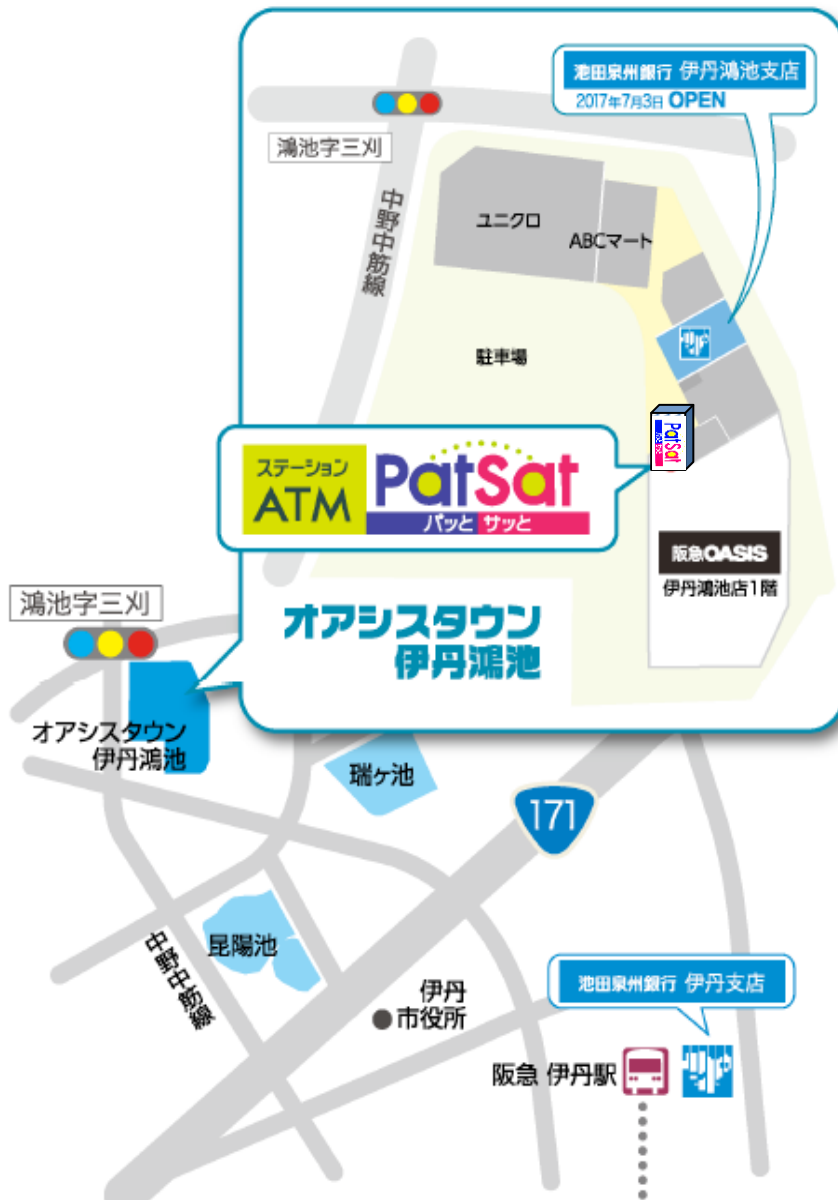 池田泉州銀行 伊丹鴻池支店
2017年7月3日 OPEN
鴻池字三刈
中野中筋線
ユニクロ
ABCマート
駐車場
PatSat
ステーション
ATM
PatSat
パッと サッと
阪急OASIS
伊丹鴻池店1階
オアシスタウン
伊丹鴻池
鴻池字三刈
オアシスタウン
伊丹鴻池
瑞ヶ池
171
昆陽池
中野中筋線
伊丹
市役所
池田泉州銀行 伊丹支店
阪急 伊丹駅